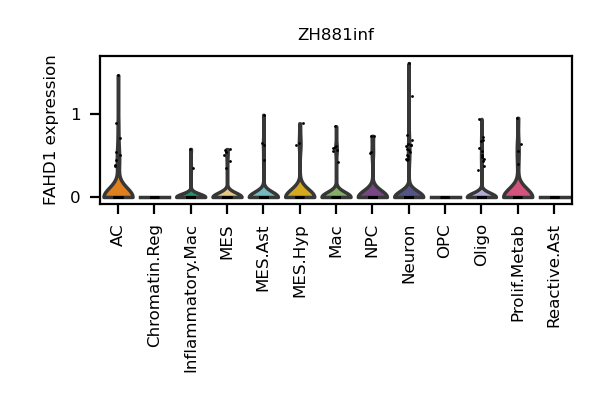 ZH881inf
FAHD1 expression
1
0
AC
Chromatin.Reg
Inflammatory.Mac
MES
MES.Ast
MES.Hyp
Mac
NPC
Neuron
OPC
Oligo
Prolif.Metab
Reactive.Ast